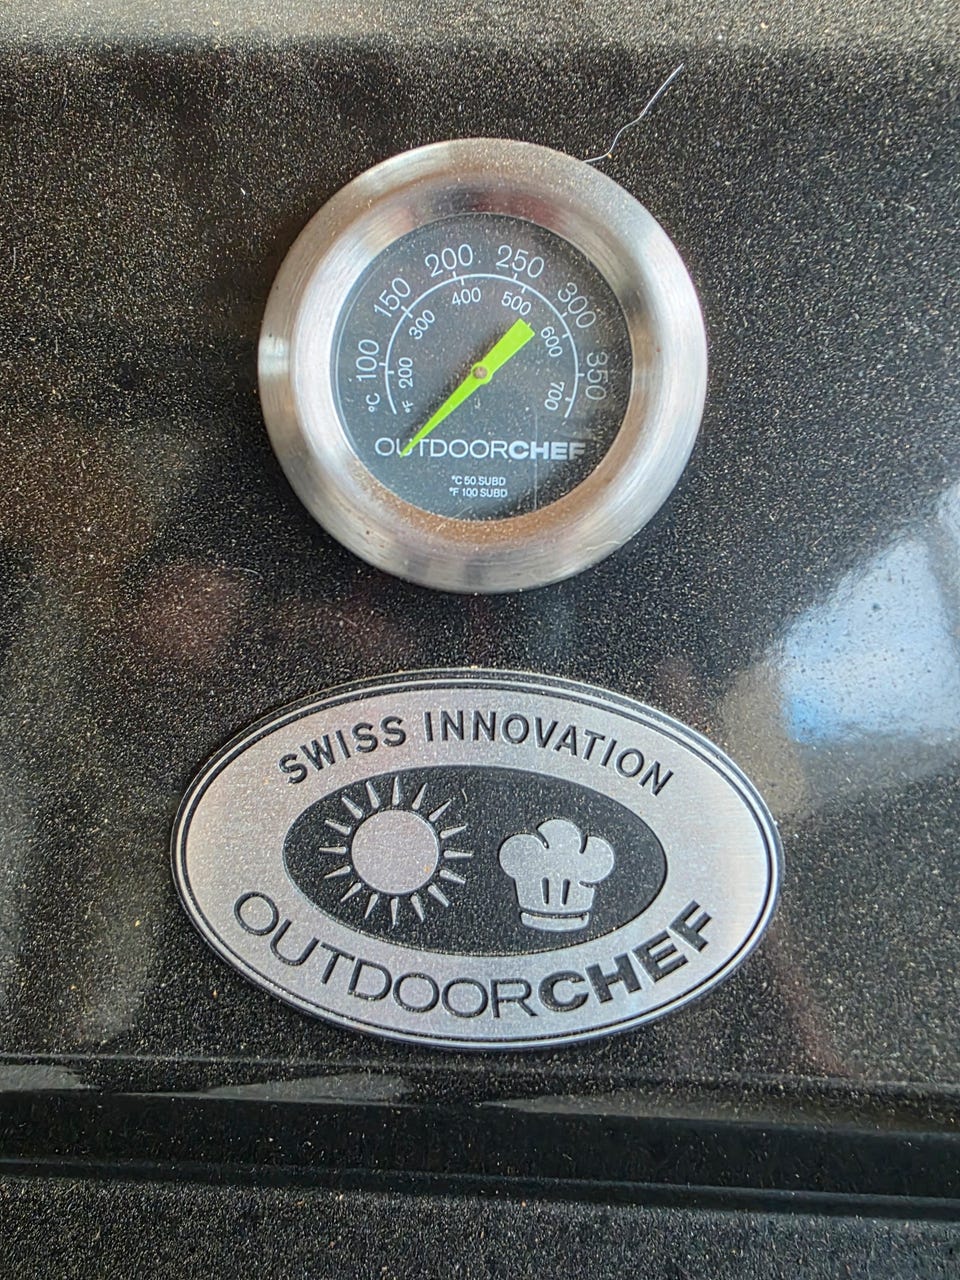 °C 100 150 200 250 300 350
°F 200 300 400 500 600 700
OUTDOORCHEF
°C 50 SUBD
°F 100 SUBD
SWISS INNOVATION
OUTDOORCHEF